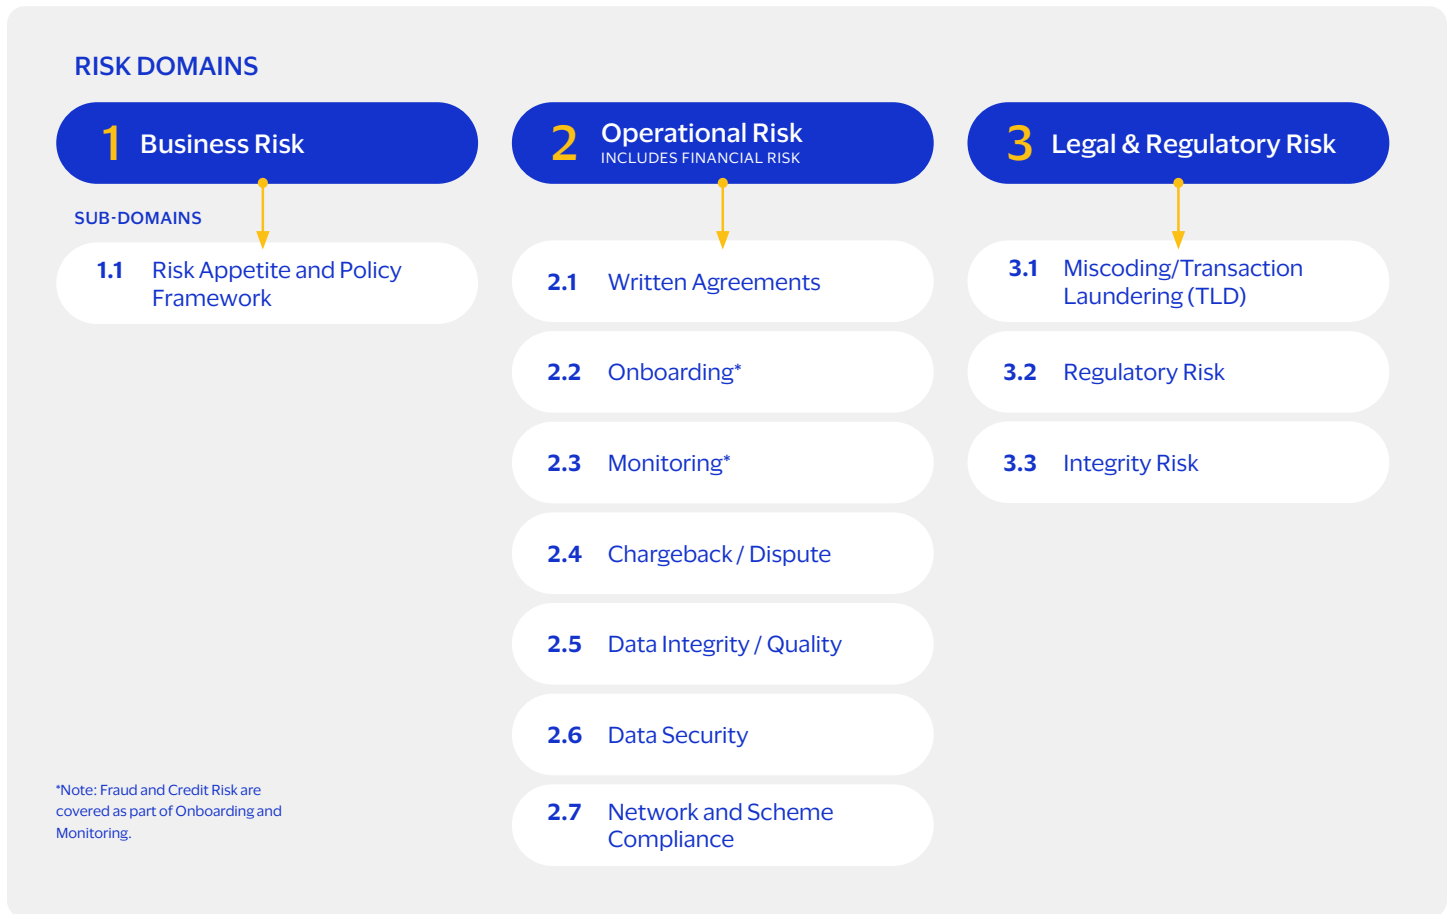 RISK DOMAINS
1 Business Risk
SUB-DOMAINS
1.1 Risk Appetite and Policy
Framework
2 Operational Risk
INCLUDES FINANCIAL RISK
2.1 Written Agreements
2.2 Onboarding*
2.3 Monitoring*
2.4 Chargeback / Dispute
2.5 Data Integrity / Quality
2.6 Data Security
2.7 Network and Scheme
Compliance
3 Legal & Regulatory Risk
3.1 Miscoding/Transaction
Laundering (TLD)
3.2 Regulatory Risk
3.3 Integrity Risk
*Note: Fraud and Credit Risk are
covered as part of Onboarding and
Monitoring.